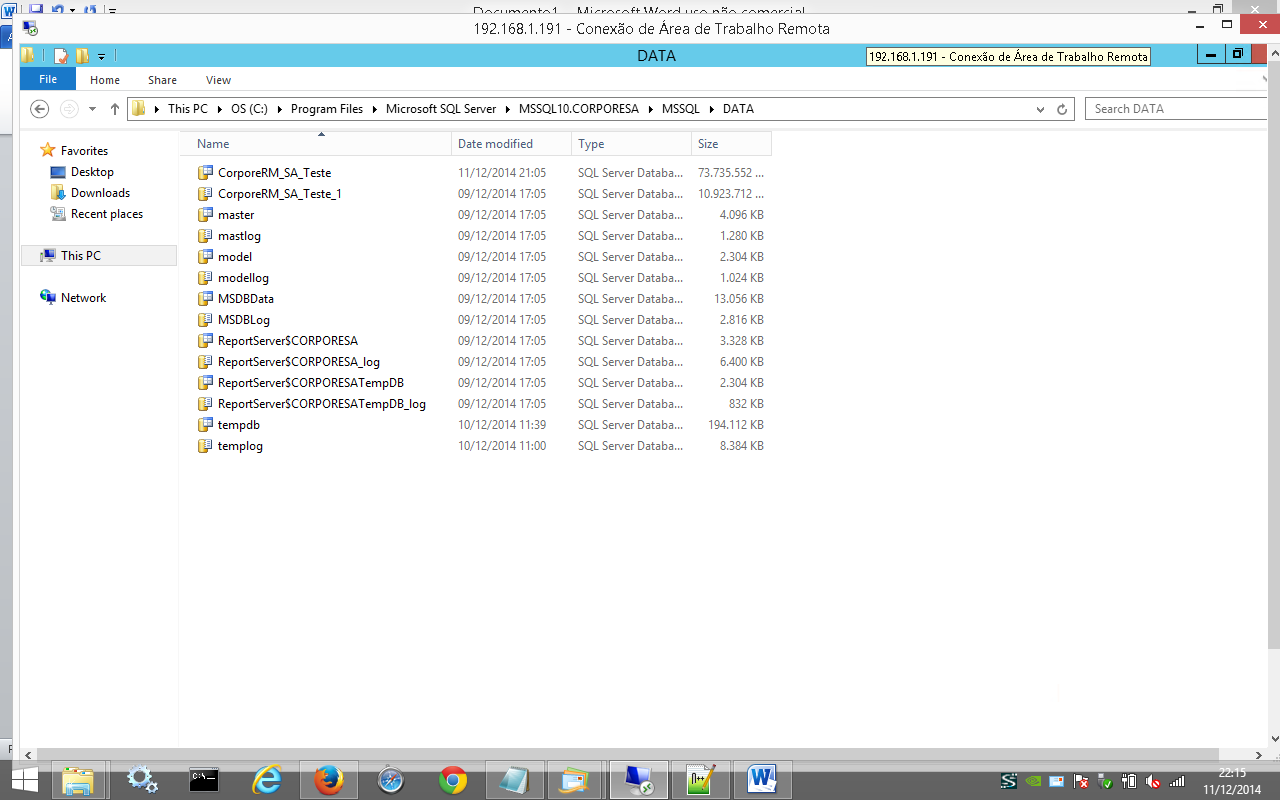 Documento1 - Microsoft Word uso não comercial
192.168.1.191 - Conexão de Área de Trabalho Remota
DATA
192.168.1.191 - Conexão de Área de Trabalho Remota
File Home Share View
This PC OS (C:) Program Files Microsoft SQL Server MSSQL10.CORPORESA MSSQL DATA
Search DATA
Favorites
Desktop
Downloads
Recent places
This PC
Network
Name Date modified Type Size
CorporeRM_SA_Teste 11/12/2014 21:05 SQL Server Databa... 73.735.552 ...
CorporeRM_SA_Teste_1 09/12/2014 17:05 SQL Server Databa... 10.923.712 ...
master 09/12/2014 17:05 SQL Server Databa... 4.096 KB
mastlog 09/12/2014 17:05 SQL Server Databa... 1.280 KB
model 09/12/2014 17:05 SQL Server Databa... 2.304 KB
modellog 09/12/2014 17:05 SQL Server Databa... 1.024 KB
MSDBData 09/12/2014 17:05 SQL Server Databa... 13.056 KB
MSDBLog 09/12/2014 17:05 SQL Server Databa... 2.816 KB
ReportServer$CORPORESA 09/12/2014 17:05 SQL Server Databa... 3.328 KB
ReportServer$CORPORESA_log 09/12/2014 17:05 SQL Server Databa... 6.400 KB
ReportServer$CORPORESATempDB 09/12/2014 17:05 SQL Server Databa... 2.304 KB
ReportServer$CORPORESATempDB_log 09/12/2014 17:05 SQL Server Databa... 832 KB
tempdb 10/12/2014 11:39 SQL Server Databa... 194.112 KB
templog 10/12/2014 11:00 SQL Server Databa... 8.384 KB
22:15
11/12/2014